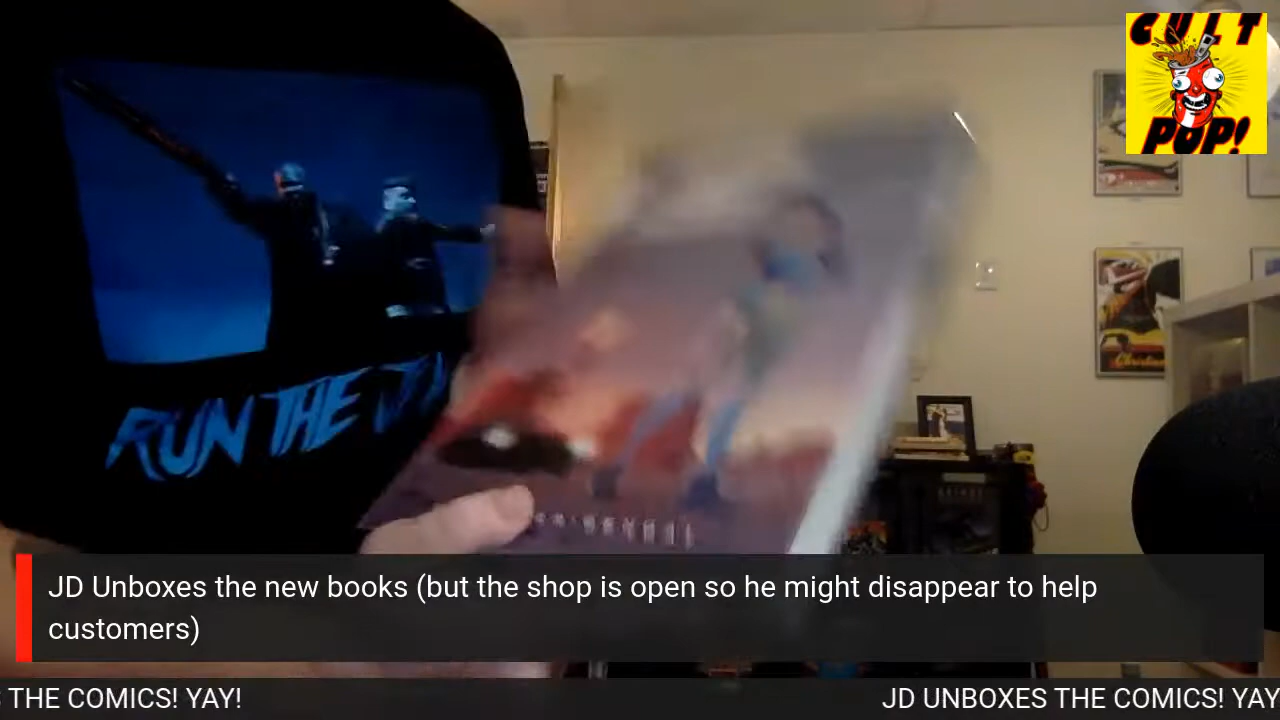 CULT
POP!
RUN THE
JD Unboxes the new books (but the shop is open so he might disappear to help
customers)
THE COMICS! YAY!
JD UNBOXES THE COMICS! YAY